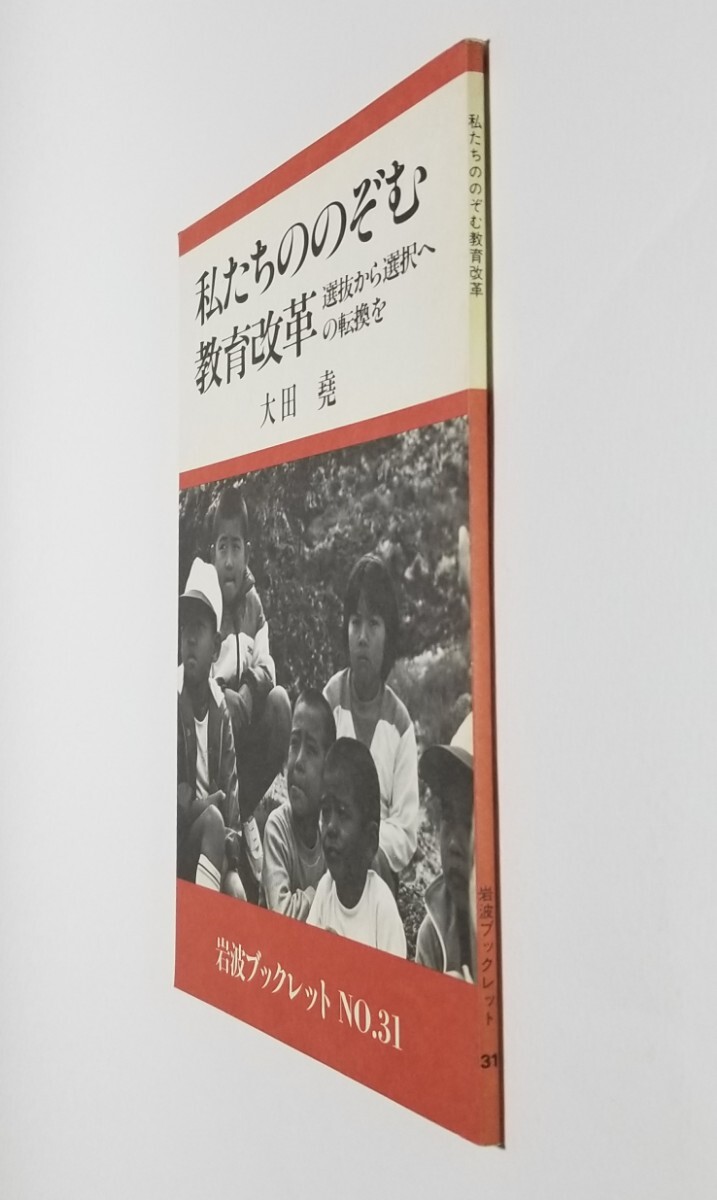 私たちののぞむ
教育改革
選抜から選択へ
の転換を
大田 堯
岩波ブックレット NO.31
私たちののぞむ教育改革
岩波ブックレット
31